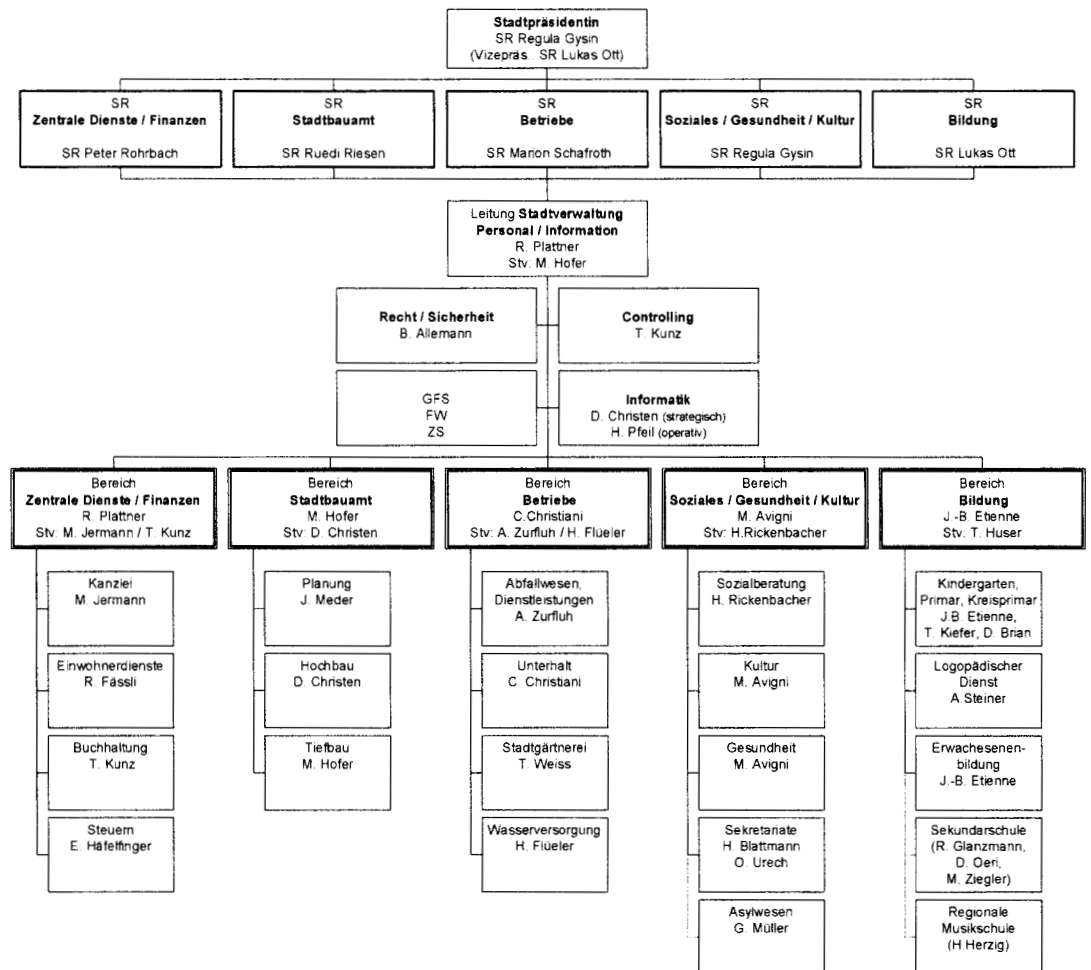 Stadtpräsidentin
SR Regula Gysin
(Vizepräs. SR Lukas Ott)
SR
Zentrale Dienste / Finanzen
SR Peter Rohrbach
SR
Stadtbauamt
SR Ruedi Riesen
SR
Betriebe
SR Marion Schafroth
SR
Soziales / Gesundheit / Kultur
SR Regula Gysin
SR
Bildung
SR Lukas Ott
Leitung Stadtverwaltung
Personal / Information
R. Plattner
Stv: M. Hofer
Recht / Sicherheit
B. Allemann
Controlling
T. Kunz
GFS
FW
ZS
Informatik
D. Christen (strategisch)
H. Pfeil (operativ)
Bereich
Zentrale Dienste / Finanzen
R. Plattner
Stv: M. Jermann / T. Kunz
Bereich
Stadtbauamt
M. Hofer
Stv: D. Christen
Bereich
Betriebe
C.Christiani
Stv: A. Zurfluh / H. Flüeler
Bereich
Soziales / Gesundheit / Kultur
M. Avigni
Stv: H.Rickenbacher
Bereich
Bildung
J.-B. Etienne
Stv: T. Huser
Kanzlei
M. Jermann
Einwohnerdienste
R. Fässli
Buchhaltung
T. Kunz
Steuern
E. Häfelfinger
Planung
J. Meder
Hochbau
D. Christen
Tiefbau
M. Hofer
Abfallwesen,
Dienstleistungen
A. Zurfluh
Unterhalt
C. Christiani
Stadtgärtnerei
T. Weiss
Wasserversorgung
H. Flüeler
Sozialberatung
H. Rickenbacher
Kultur
M. Avigni
Gesundheit
M. Avigni
Sekretariate
H. Blattmann
O. Urech
Asylwesen
G. Müller
Kindergarten,
Primar, Kreisprimar
J.B. Etienne,
T. Kiefer, D. Brian
Logopädischer
Dienst
A.Steiner
Erwachesenen-
bildung
J.-B. Etienne
Sekundarschule
(R. Glanzmann,
D. Oeri,
M. Ziegler)
Regionale
Musikschule
(H.Herzig)